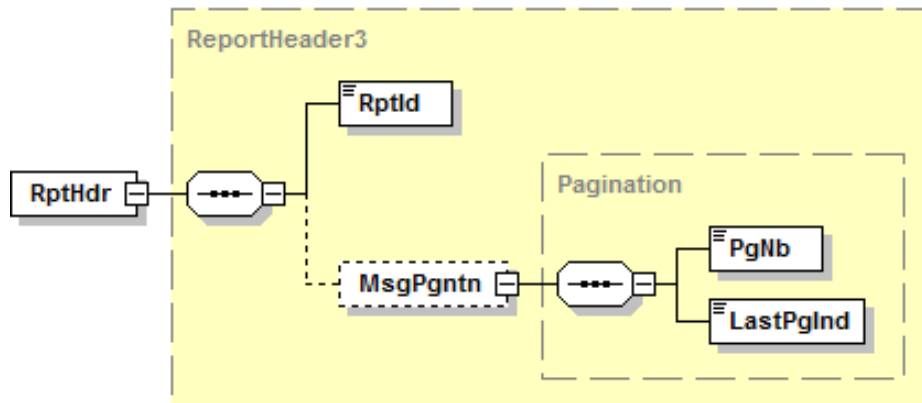 ReportHeader3
RptId
RptHdr
Pagination
PgNb
MsgPgntn
LastPgInd